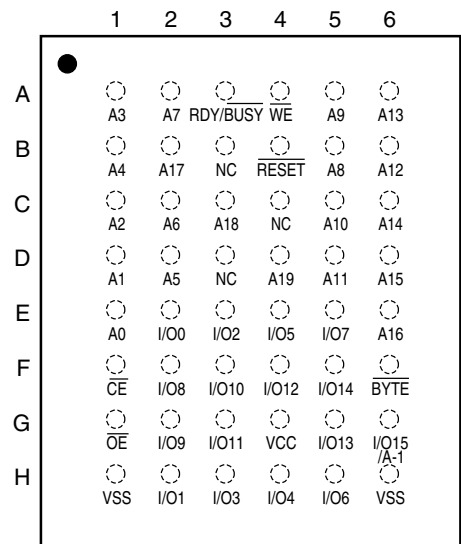 1 2 3 4 5 6
A
A3 A7 RDY/BUSY WE A9 A13
B
A4 A17 NC RESET A8 A12
C
A2 A6 A18 NC A10 A14
D
A1 A5 NC A19 A11 A15
E
A0 I/O0 I/O2 I/O5 I/O7 A16
F
CE I/O8 I/O10 I/O12 I/O14 BYTE
G
OE I/O9 I/O11 VCC I/O13 I/O15
/A-1
H
VSS I/O1 I/O3 I/O4 I/O6 VSS